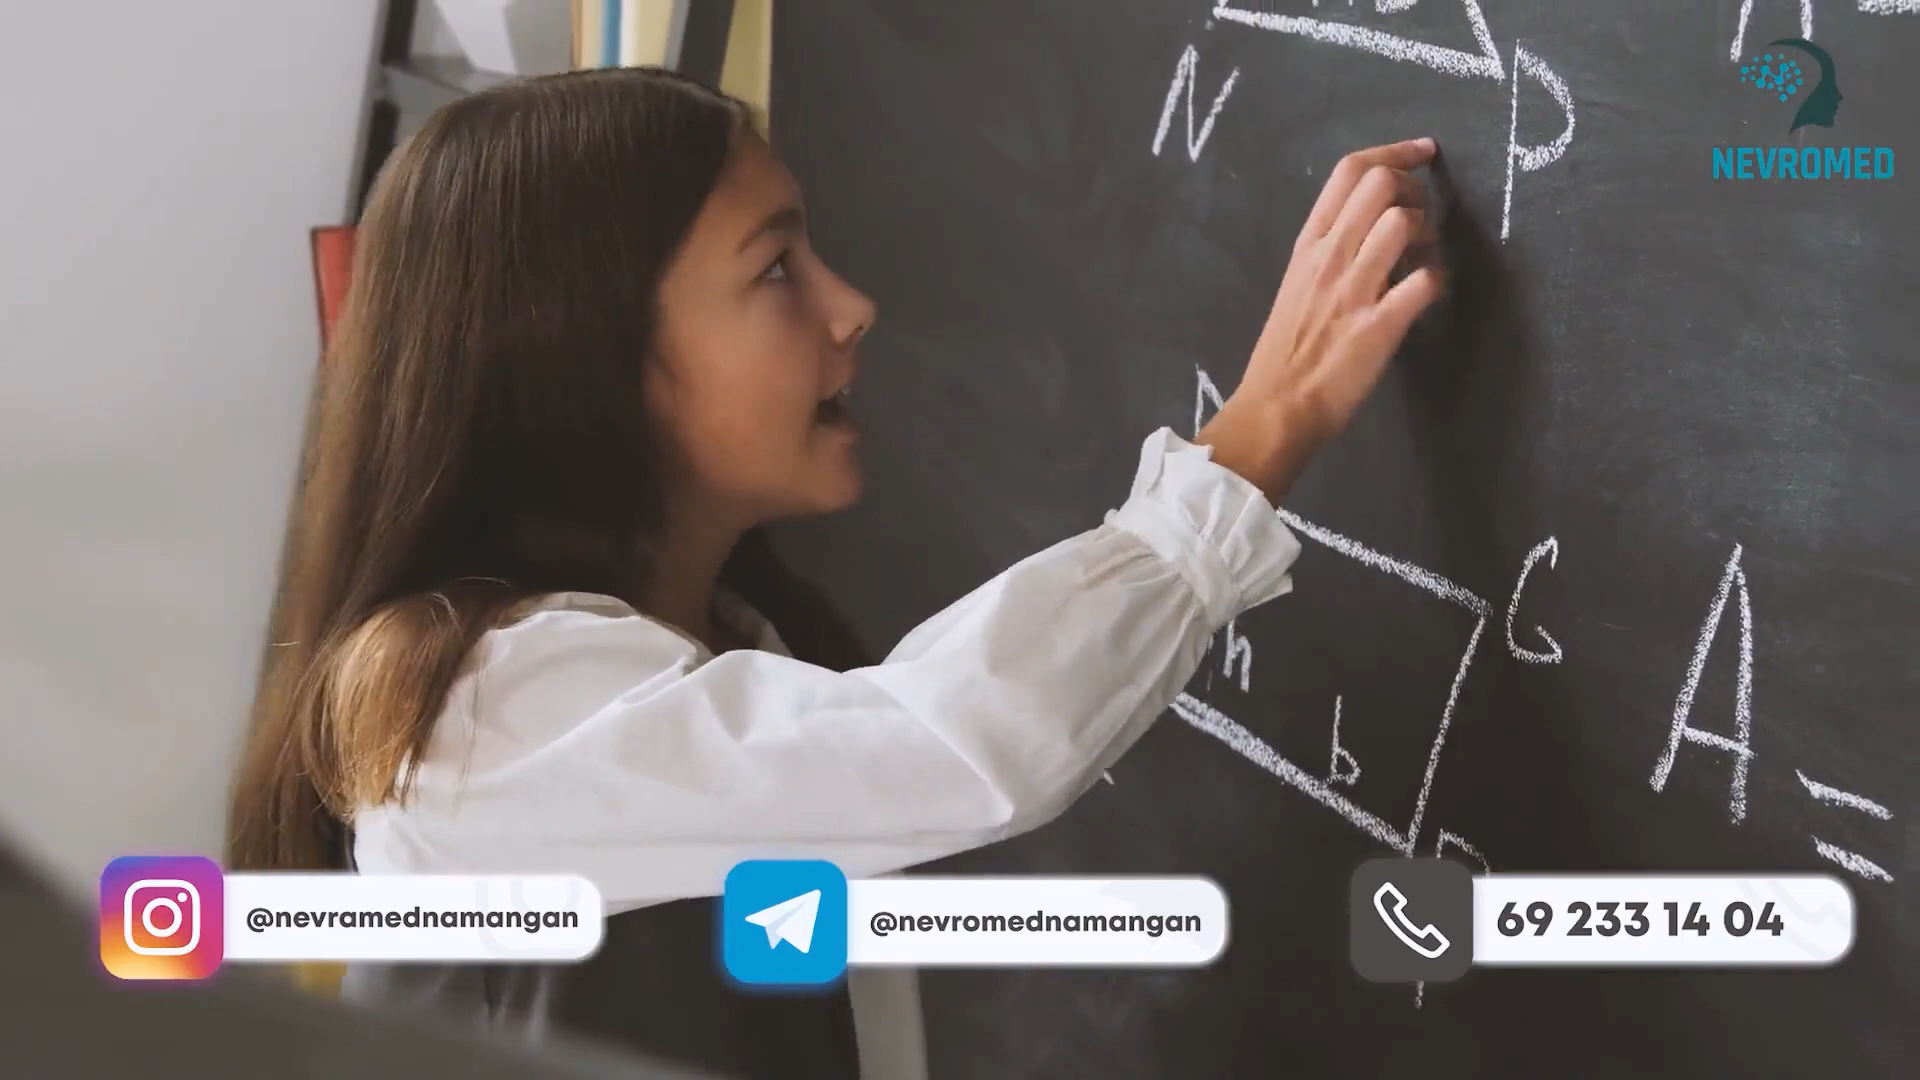 N
P
NEVROMED
G
h
b
A =
@nevramednamangan
@nevromednamangan
69 233 14 04